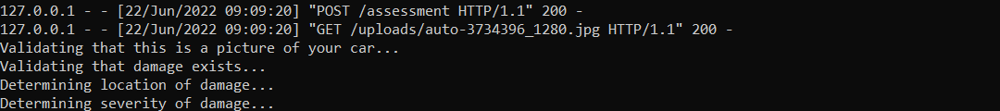 127.0.0.1 - - [22/Jun/2022 09:09:20] "POST /assessment HTTP/1.1" 200 -
127.0.0.1 - - [22/Jun/2022 09:09:20] "GET /uploads/auto-3734396_1280.jpg HTTP/1.1" 200 -
Validating that this is a picture of your car...
Validating that damage exists...
Determining location of damage...
Determining severity of damage...